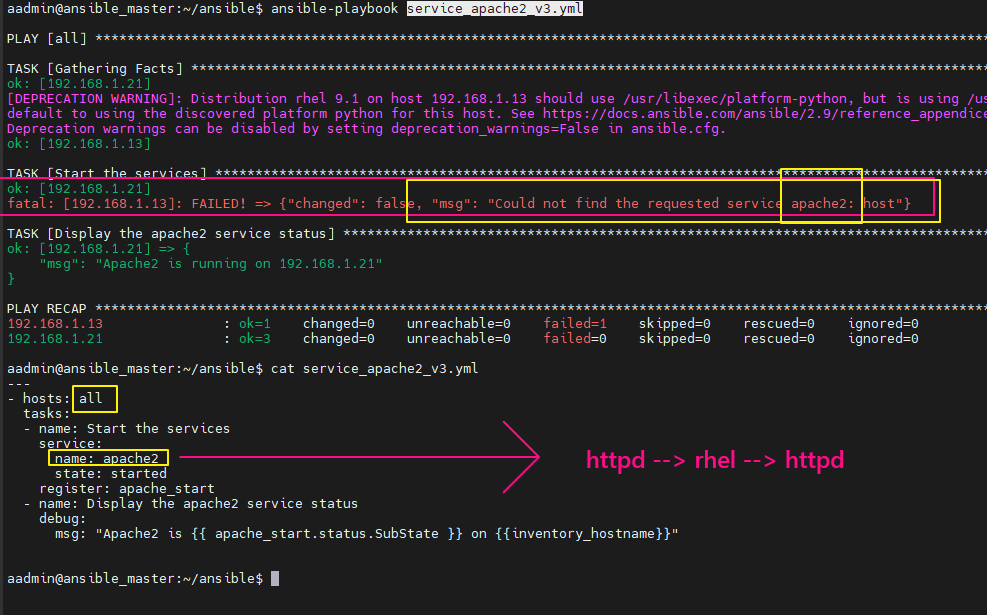 aadmin@ansible_master:~/ansible$ ansible-playbook service_apache2_v3.yml
PLAY [all] ****************************************************************************************************************
TASK [Gathering Facts] ****************************************************************************************************
ok: [192.168.1.21]
[DEPRECATION WARNING]: Distribution rhel 9.1 on host 192.168.1.13 should use /usr/libexec/platform-python, but is using /us
default to using the discovered platform python for this host. See https://docs.ansible.com/ansible/2.9/reference_appendice
Deprecation warnings can be disabled by setting deprecation_warnings=False in ansible.cfg.
ok: [192.168.1.13]
TASK [Start the services] *************************************************************************************************
ok: [192.168.1.21]
fatal: [192.168.1.13]: FAILED! => {"changed": false, "msg": "Could not find the requested service apache2: host"}
TASK [Display the apache2 service status] *********************************************************************************
ok: [192.168.1.21] => {
"msg": "Apache2 is running on 192.168.1.21"
}
PLAY RECAP ****************************************************************************************************************
192.168.1.13 : ok=1 changed=0 unreachable=0 failed=1 skipped=0 rescued=0 ignored=0
192.168.1.21 : ok=3 changed=0 unreachable=0 failed=0 skipped=0 rescued=0 ignored=0
aadmin@ansible_master:~/ansible$ cat service_apache2_v3.yml
---
- hosts: all
tasks:
- name: Start the services
service:
name: apache2
state: started
httpd --> rhel --> httpd
register: apache_start
- name: Display the apache2 service status
debug:
msg: "Apache2 is {{ apache_start.status.SubState }} on {{inventory_hostname}}"
aadmin@ansible_master:~/ansible$